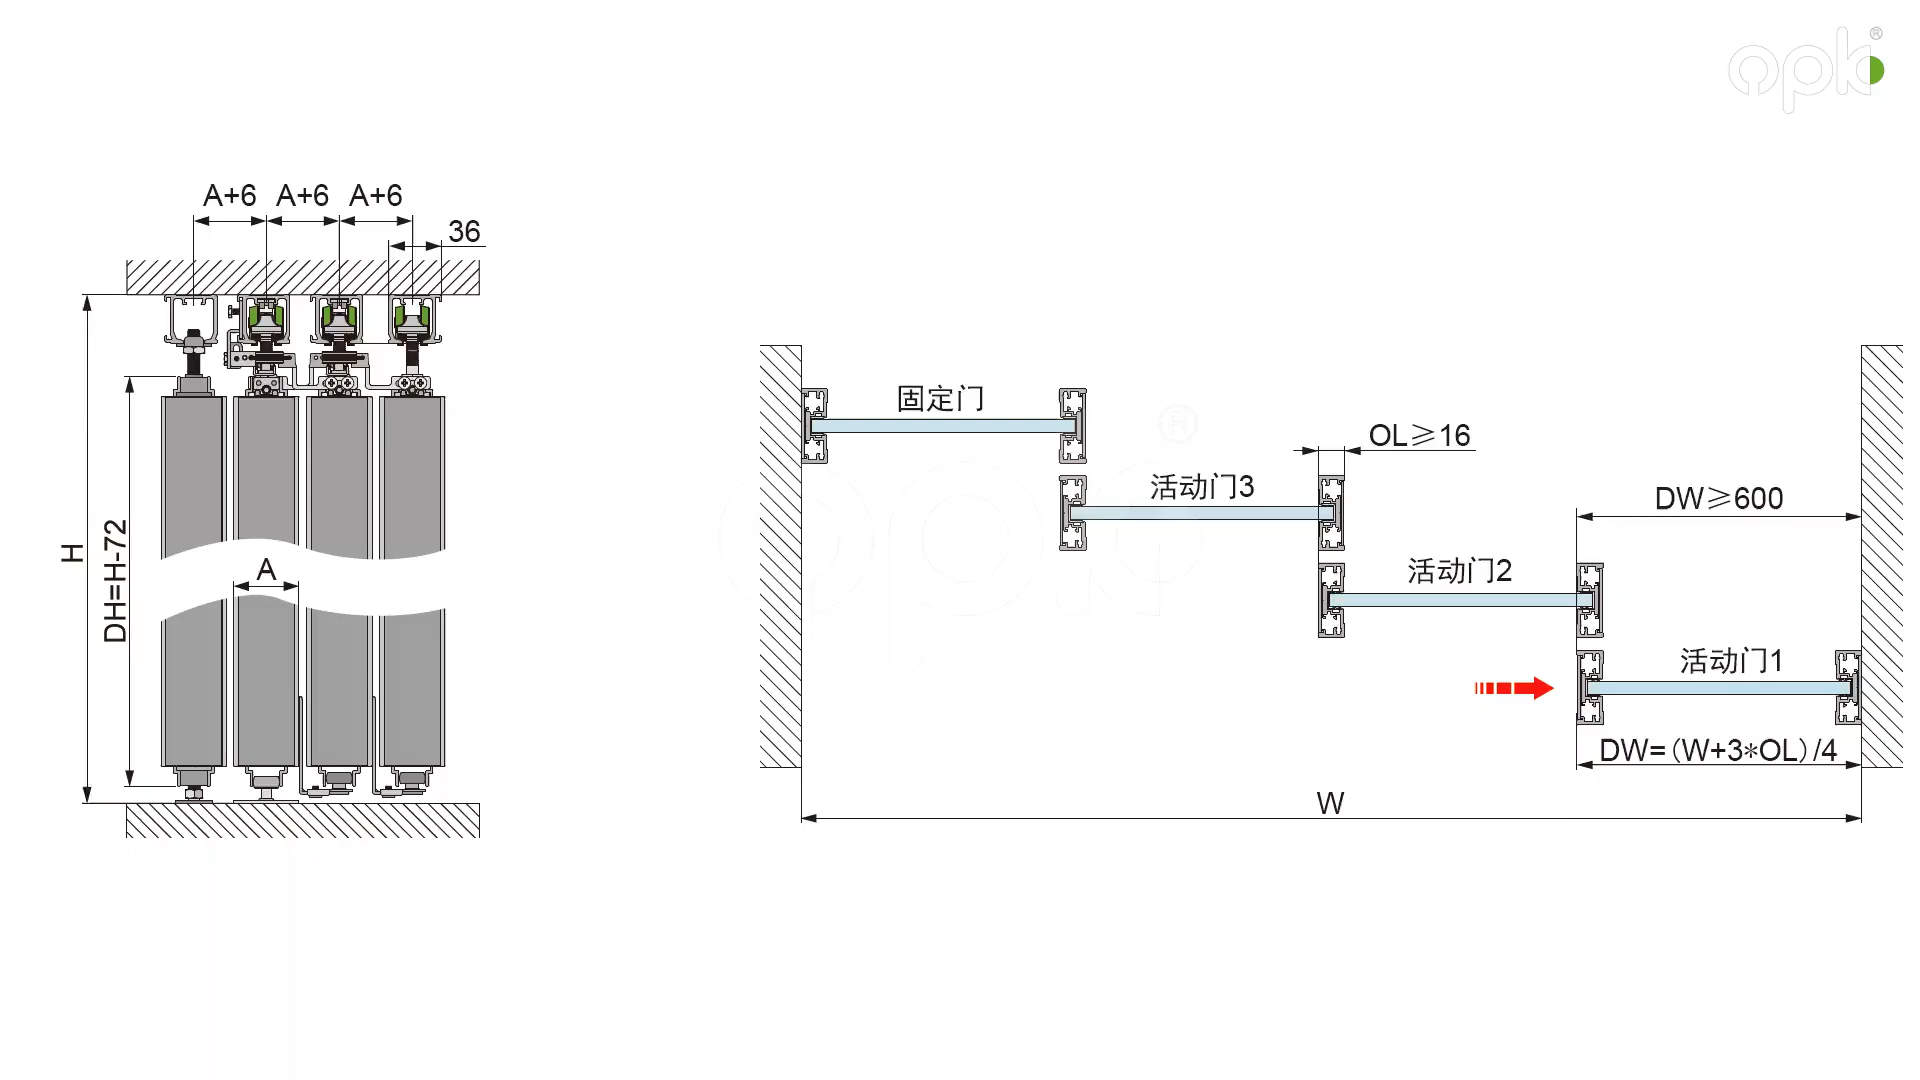 opk®
A+6 A+6 A+6
36
H
DH=H-72
A
固定门
活动门3
OL≥16
活动门2
DW≥600
活动门1
DW=(W+3*OL)/4
W
opk®